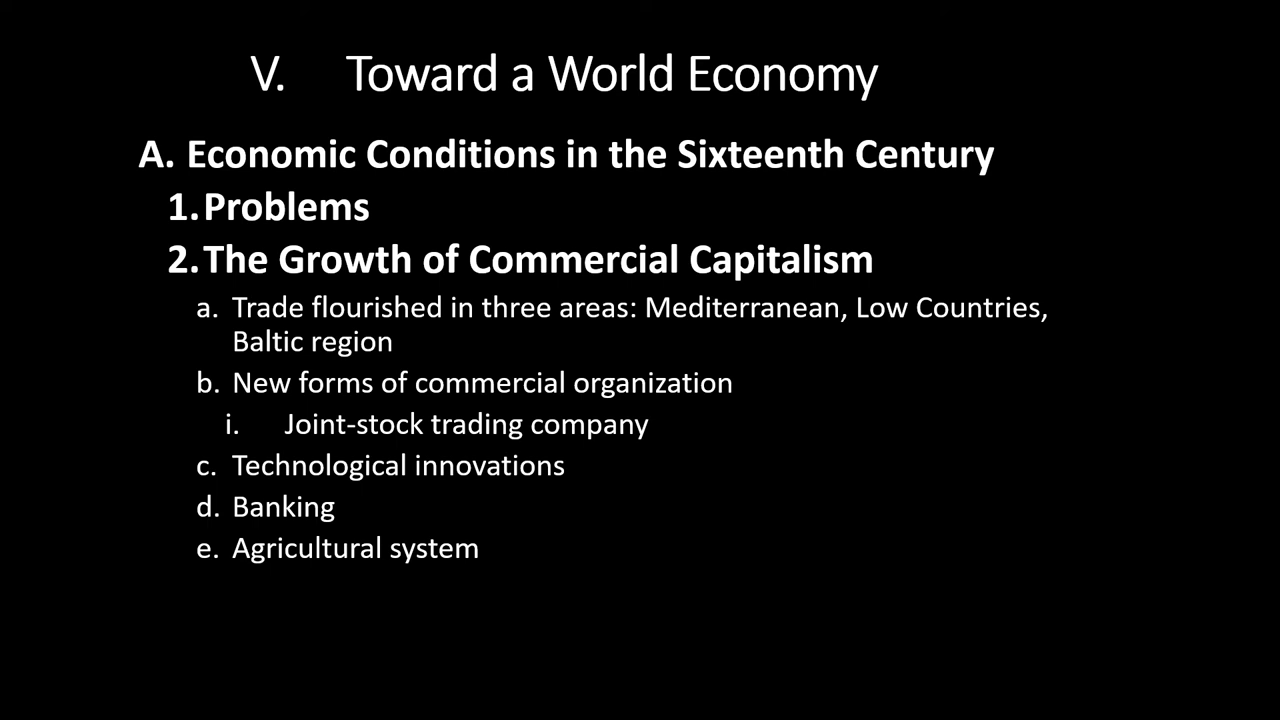 V. Toward a World Economy
A. Economic Conditions in the Sixteenth Century
1. Problems
2. The Growth of Commercial Capitalism
a. Trade flourished in three areas: Mediterranean, Low Countries,
Baltic region
b. New forms of commercial organization
i. Joint-stock trading company
c. Technological innovations
d. Banking
e. Agricultural system